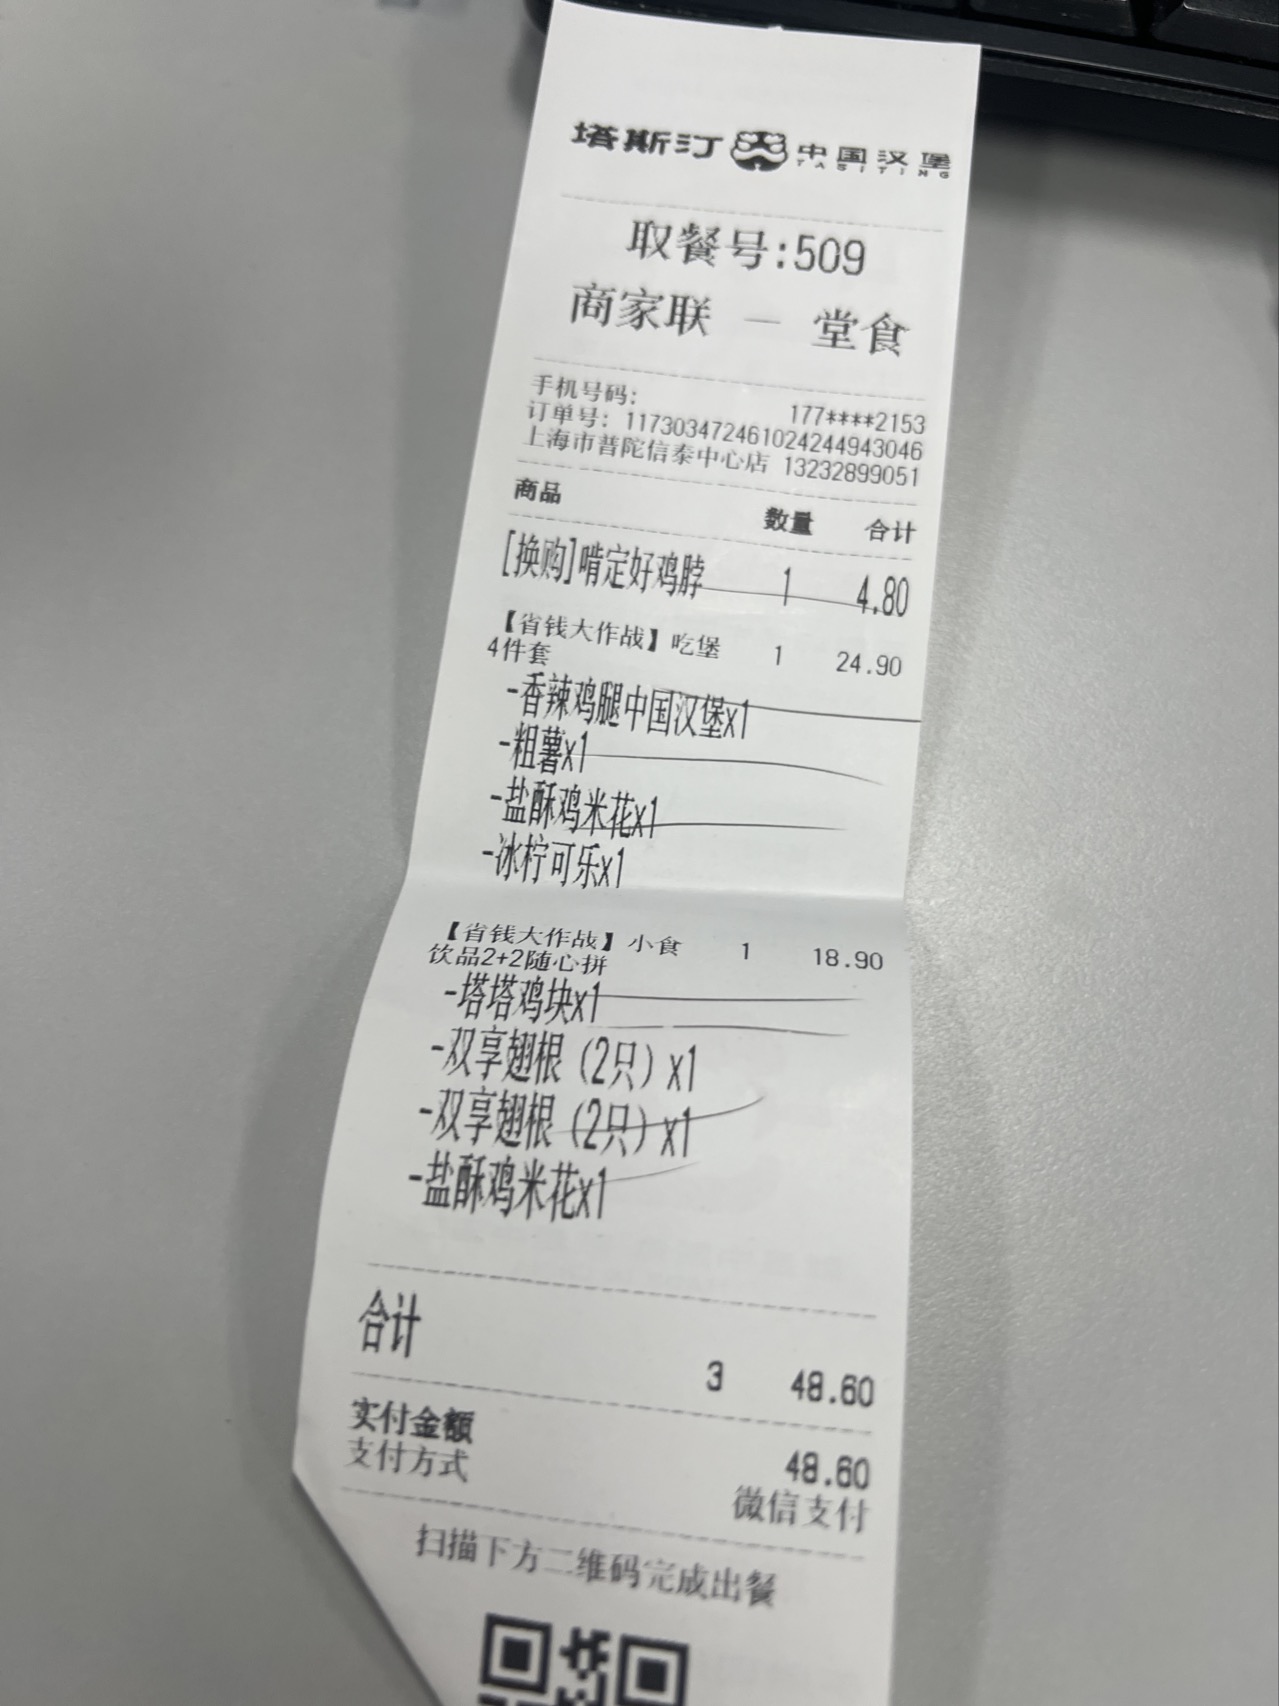 塔斯汀 中国汉堡
TASITING
取餐号:509
商家联 — 堂食
手机号码: 177****2153
订单号: 1173034724610242449430​46
上海市普陀信泰中心店 13232899051
商品 数量 合计
[换购]啃定好鸡脖 1 4.80
【省钱大作战】吃堡 1 24.90
4件套
-香辣鸡腿中国汉堡x1
-粗薯x1
-盐酥鸡米花x1
-冰柠可乐x1
【省钱大作战】小食 1 18.90
饮品2+2随心拼
-塔塔鸡块x1
-双享翅根（2只）x1
-双享翅根（2只）x1
-盐酥鸡米花x1
合计 3 48.60
实付金额 48.60
支付方式 微信支付
扫描下方二维码完成出餐